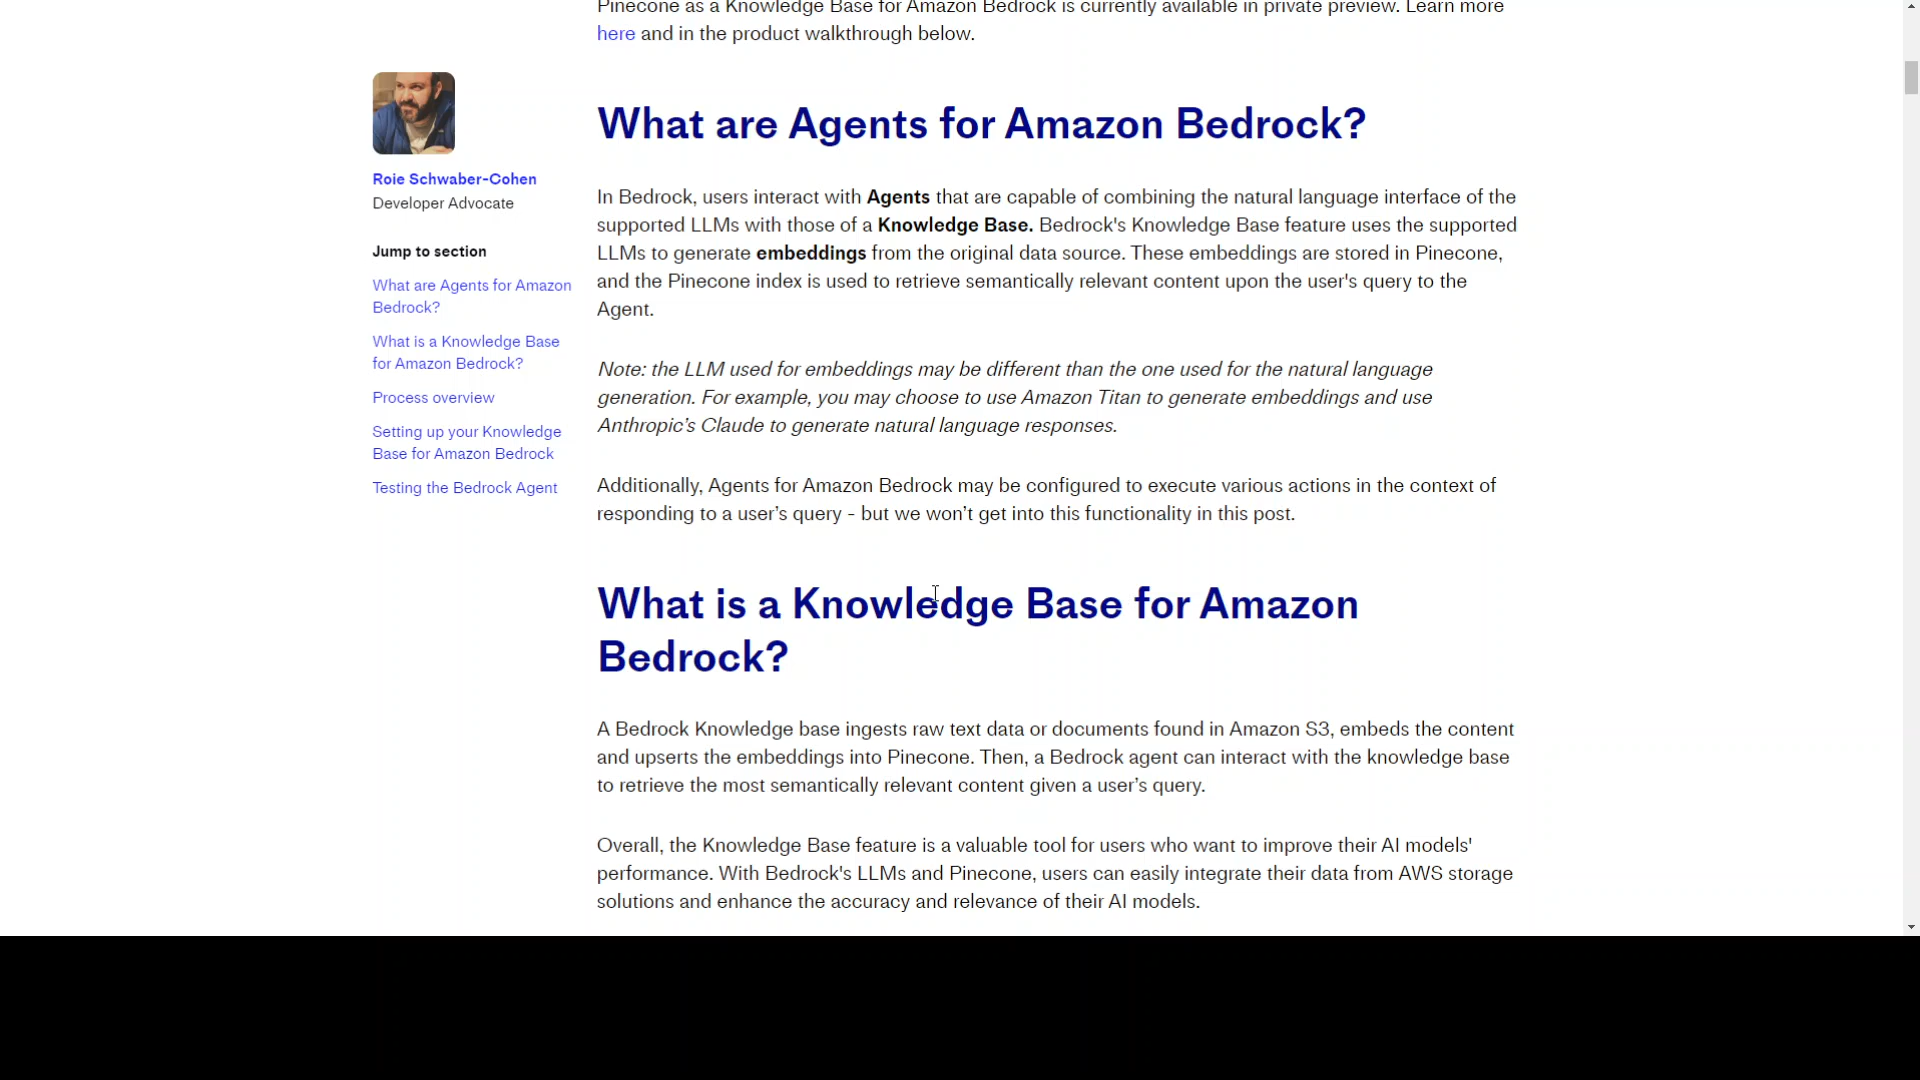 Pinecone as a Knowledge Base for Amazon Bedrock is currently available in private preview. Learn more
here and in the product walkthrough below.
Roie Schwaber-Cohen
Developer Advocate
Jump to section
What are Agents for Amazon
Bedrock?
What is a Knowledge Base
for Amazon Bedrock?
Process overview
Setting up your Knowledge
Base for Amazon Bedrock
Testing the Bedrock Agent
What are Agents for Amazon Bedrock?
In Bedrock, users interact with Agents that are capable of combining the natural language interface of the
supported LLMs with those of a Knowledge Base. Bedrock's Knowledge Base feature uses the supported
LLMs to generate embeddings from the original data source. These embeddings are stored in Pinecone,
and the Pinecone index is used to retrieve semantically relevant content upon the user's query to the
Agent.
Note: the LLM used for embeddings may be different than the one used for the natural language
generation. For example, you may choose to use Amazon Titan to generate embeddings and use
Anthropic’s Claude to generate natural language responses.
Additionally, Agents for Amazon Bedrock may be configured to execute various actions in the context of
responding to a user’s query - but we won’t get into this functionality in this post.
What is a Knowledge Base for Amazon
Bedrock?
A Bedrock Knowledge base ingests raw text data or documents found in Amazon S3, embeds the content
and upserts the embeddings into Pinecone. Then, a Bedrock agent can interact with the knowledge base
to retrieve the most semantically relevant content given a user’s query.
Overall, the Knowledge Base feature is a valuable tool for users who want to improve their AI models'
performance. With Bedrock's LLMs and Pinecone, users can easily integrate their data from AWS storage
solutions and enhance the accuracy and relevance of their AI models.